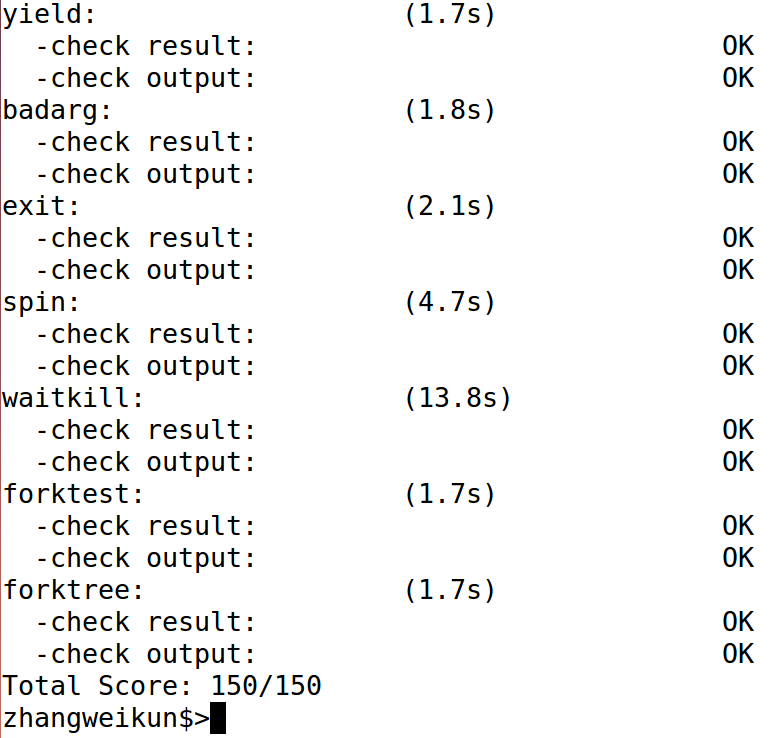 yield:                   (1.7s)
  -check result:                             OK
  -check output:                             OK
badarg:                  (1.8s)
  -check result:                             OK
  -check output:                             OK
exit:                    (2.1s)
  -check result:                             OK
  -check output:                             OK
spin:                    (4.7s)
  -check result:                             OK
  -check output:                             OK
waitkill:                (13.8s)
  -check result:                             OK
  -check output:                             OK
forktest:                (1.7s)
  -check result:                             OK
  -check output:                             OK
forktree:                (1.7s)
  -check result:                             OK
  -check output:                             OK
Total Score: 150/150
zhangweikun$>